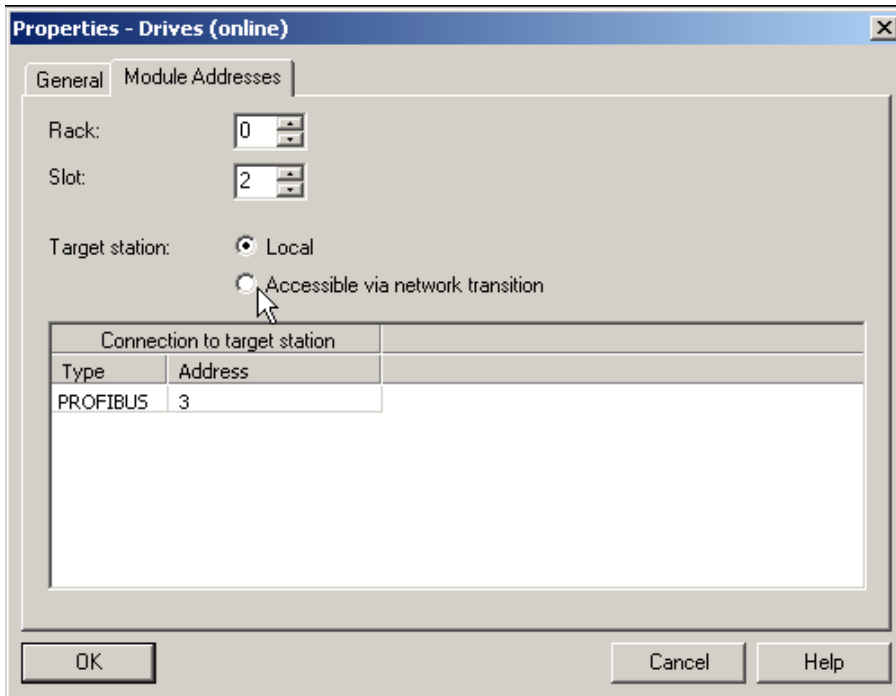 Properties - Drives (online)
General Module Addresses
Rack: 0
Slot: 2
Target station: Local
Accessible via network transition
Connection to target station
Type Address
PROFIBUS 3
OK Cancel Help